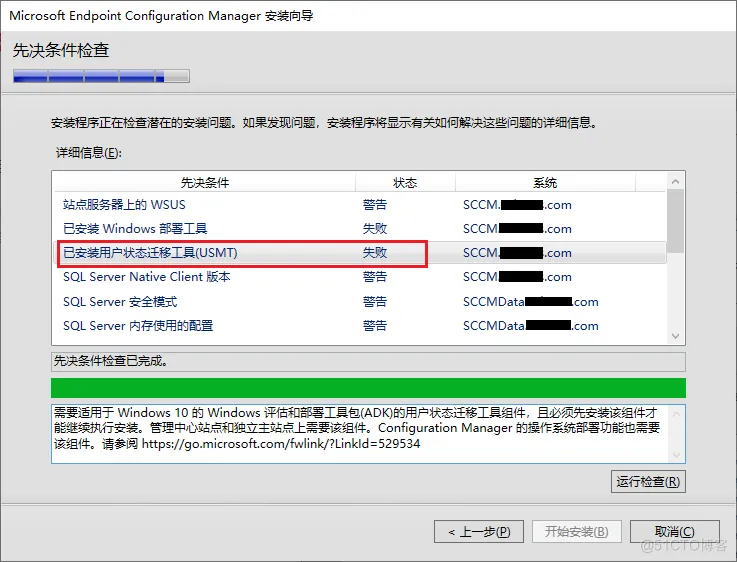 Microsoft Endpoint Configuration Manager 安装向导
先决条件检查
安装程序正在检查潜在的安装问题。如果发现问题，安装程序将显示有关如何解决这些问题的详细信息。
详细信息(E):
先决条件 状态 系统
站点服务器上的 WSUS 警告 SCCM. .com
已安装 Windows 部署工具 失败 SCCM. .com
已安装用户状态迁移工具(USMT) 失败 SCCM. .com
SQL Server Native Client 版本 警告 SCCM. .com
SQL Server 安全模式 警告 SCCMData .com
SQL Server 内存使用的配置 警告 SCCMData .com
先决条件检查已完成。
需要适用于 Windows 10 的 Windows 评估和部署工具包(ADK)的用户状态迁移工具组件，且必须先安装该组件才
能继续执行安装。管理中心站点和独立主站点上需要该组件。Configuration Manager 的操作系统部署功能也需要
该组件。请参阅 https://go.microsoft.com/fwlink/?LinkId=529534
运行检查(R)
< 上一步(P) 开始安装(B) 取消(C)
@51CTO博客